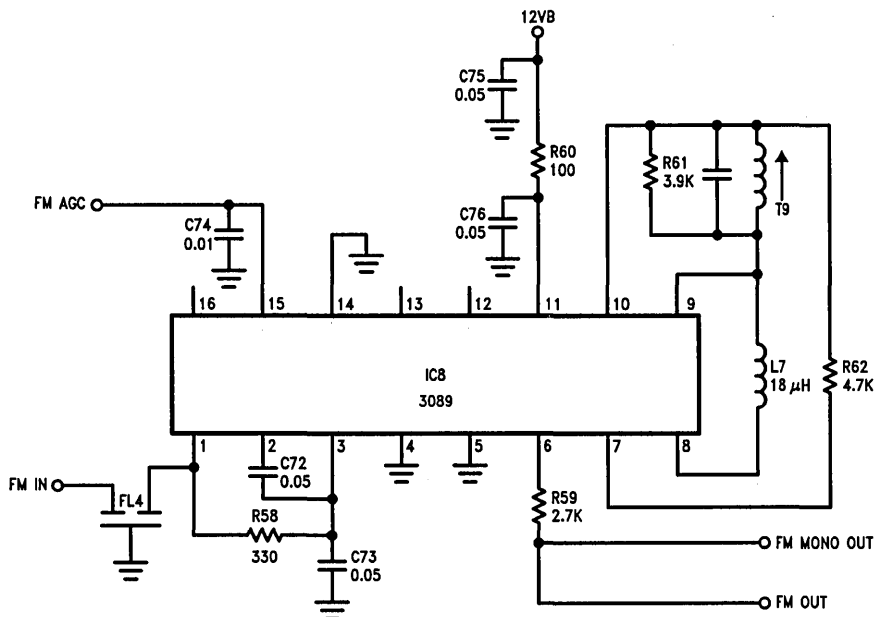 12VB
C75
0.05
R60
100
R61
3.9K
T9
FM AGC
C74
0.01
C76
0.05
16
15
14
13
12
11
10
9
IC8
3089
L7
18 μH
R62
4.7K
1
2
3
4
5
6
7
8
FM IN
FL4
C72
0.05
R58
330
C73
0.05
R59
2.7K
FM MONO OUT
FM OUT